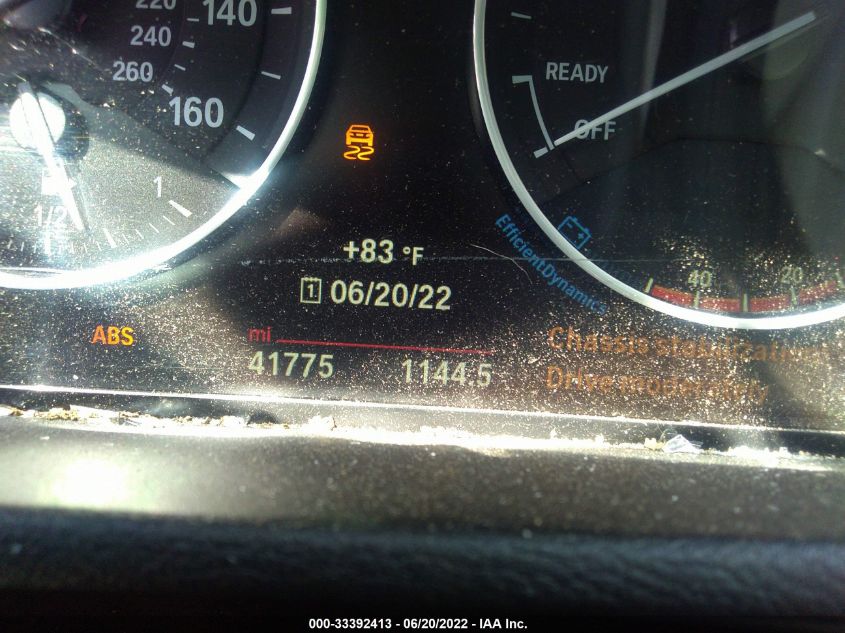 220
140
240
260
160
READY
OFF
1/2
1
+83 °F
1 06/20/22
EfficientDynamics
40
20
ABS
mi
41775
1144.5
Chassis stabilization!
Drive moderately
000-33392413 - 06/20/2022 - IAA Inc.